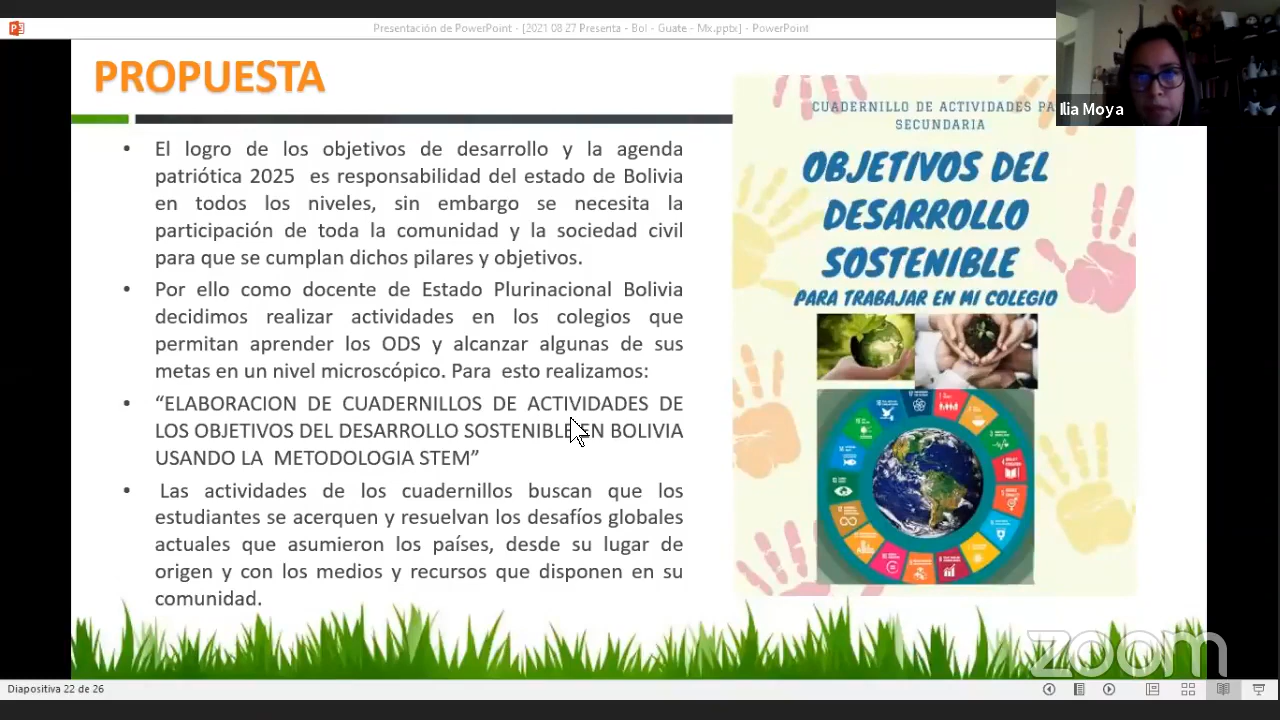 Presentación de PowerPoint - [2021 08 27 Presenta - Bol - Guate - Mx.pptx] - PowerPoint
PROPUESTA
• El logro de los objetivos de desarrollo y la agenda
patriótica 2025 es responsabilidad del estado de Bolivia
en todos los niveles, sin embargo se necesita la
participación de toda la comunidad y la sociedad civil
para que se cumplan dichos pilares y objetivos.
• Por ello como docente de Estado Plurinacional Bolivia
decidimos realizar actividades en los colegios que
permitan aprender los ODS y alcanzar algunas de sus
metas en un nivel microscópico. Para esto realizamos:
• “ELABORACION DE CUADERNILLOS DE ACTIVIDADES DE
LOS OBJETIVOS DEL DESARROLLO SOSTENIBLE EN BOLIVIA
USANDO LA METODOLOGIA STEM”
• Las actividades de los cuadernillos buscan que los
estudiantes se acerquen y resuelvan los desafíos globales
actuales que asumieron los países, desde su lugar de
origen y con los medios y recursos que disponen en su
comunidad.
CUADERNILLO DE ACTIVIDADES PA
SECUNDARIA
OBJETIVOS DEL
DESARROLLO
SOSTENIBLE
PARA TRABAJAR EN MI COLEGIO
Ilia Moya
zoom
Diapositiva 22 de 26